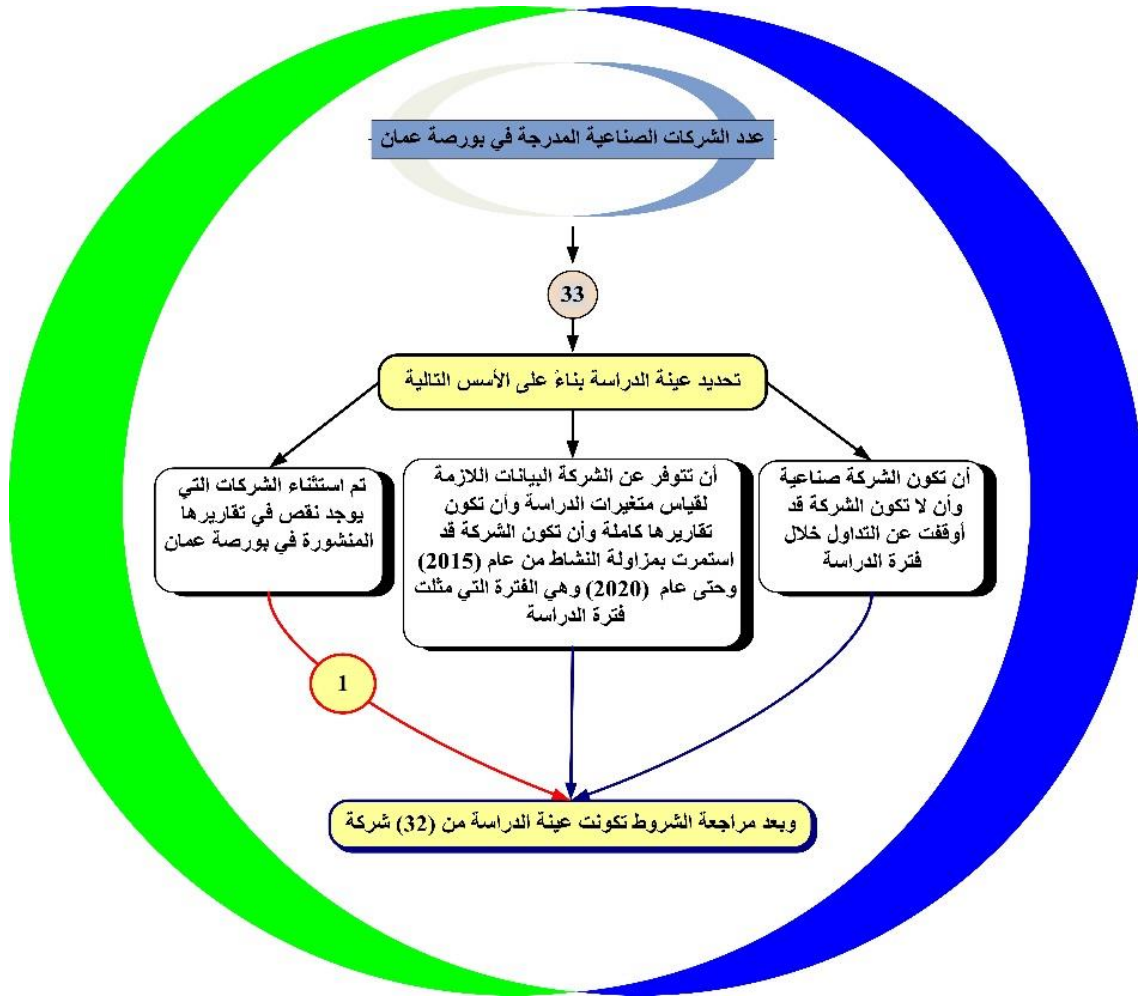 عدد الشركات الصناعية المدرجة في بورصة عمان
33
تحديد عينة الدراسة بناءً على الأسس التالية
أن تكون الشركة صناعية
وأن لا تكون الشركة قد
أوقفت عن التداول خلال
فترة الدراسة
أن تتوفر عن الشركة البيانات اللازمة
لقياس متغيرات الدراسة وأن تكون
تقاريرها كاملة وأن تكون الشركة قد
استمرت بمزاولة النشاط من عام (2015)
وحتى عام (2020) وهي الفترة التي مثلت
فترة الدراسة
تم استثناء الشركات التي
يوجد نقص في تقاريرها
المنشورة في بورصة عمان
1
وبعد مراجعة الشروط تكونت عينة الدراسة من (32) شركة